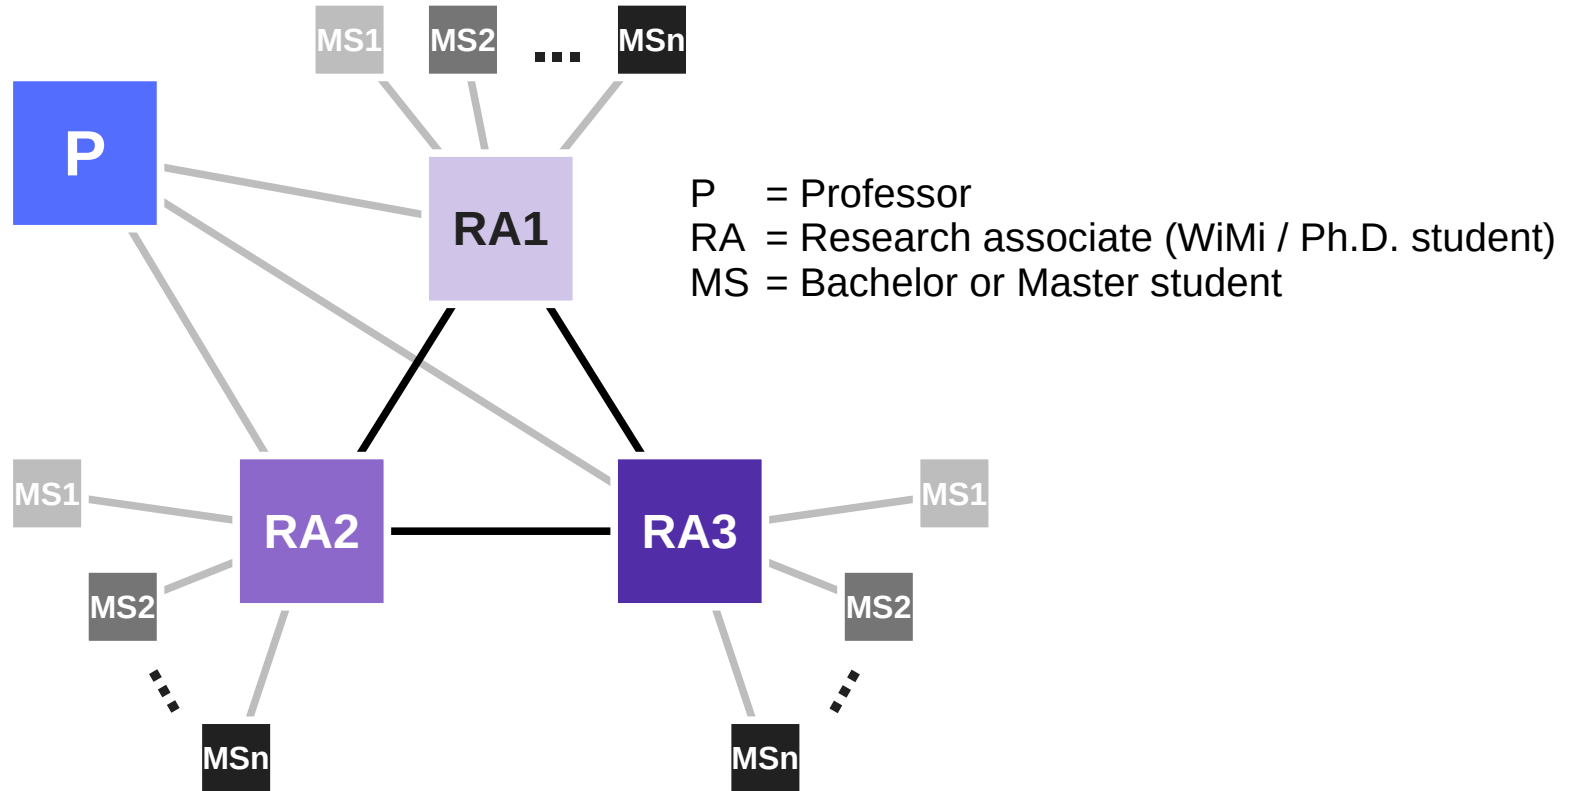 MS1 MS2 ... MSn
P
RA1
P = Professor
RA = Research associate (WiMi / Ph.D. student)
MS = Bachelor or Master student
MS1 RA2 RA3 MS1
MS2 MS2
MSn MSn